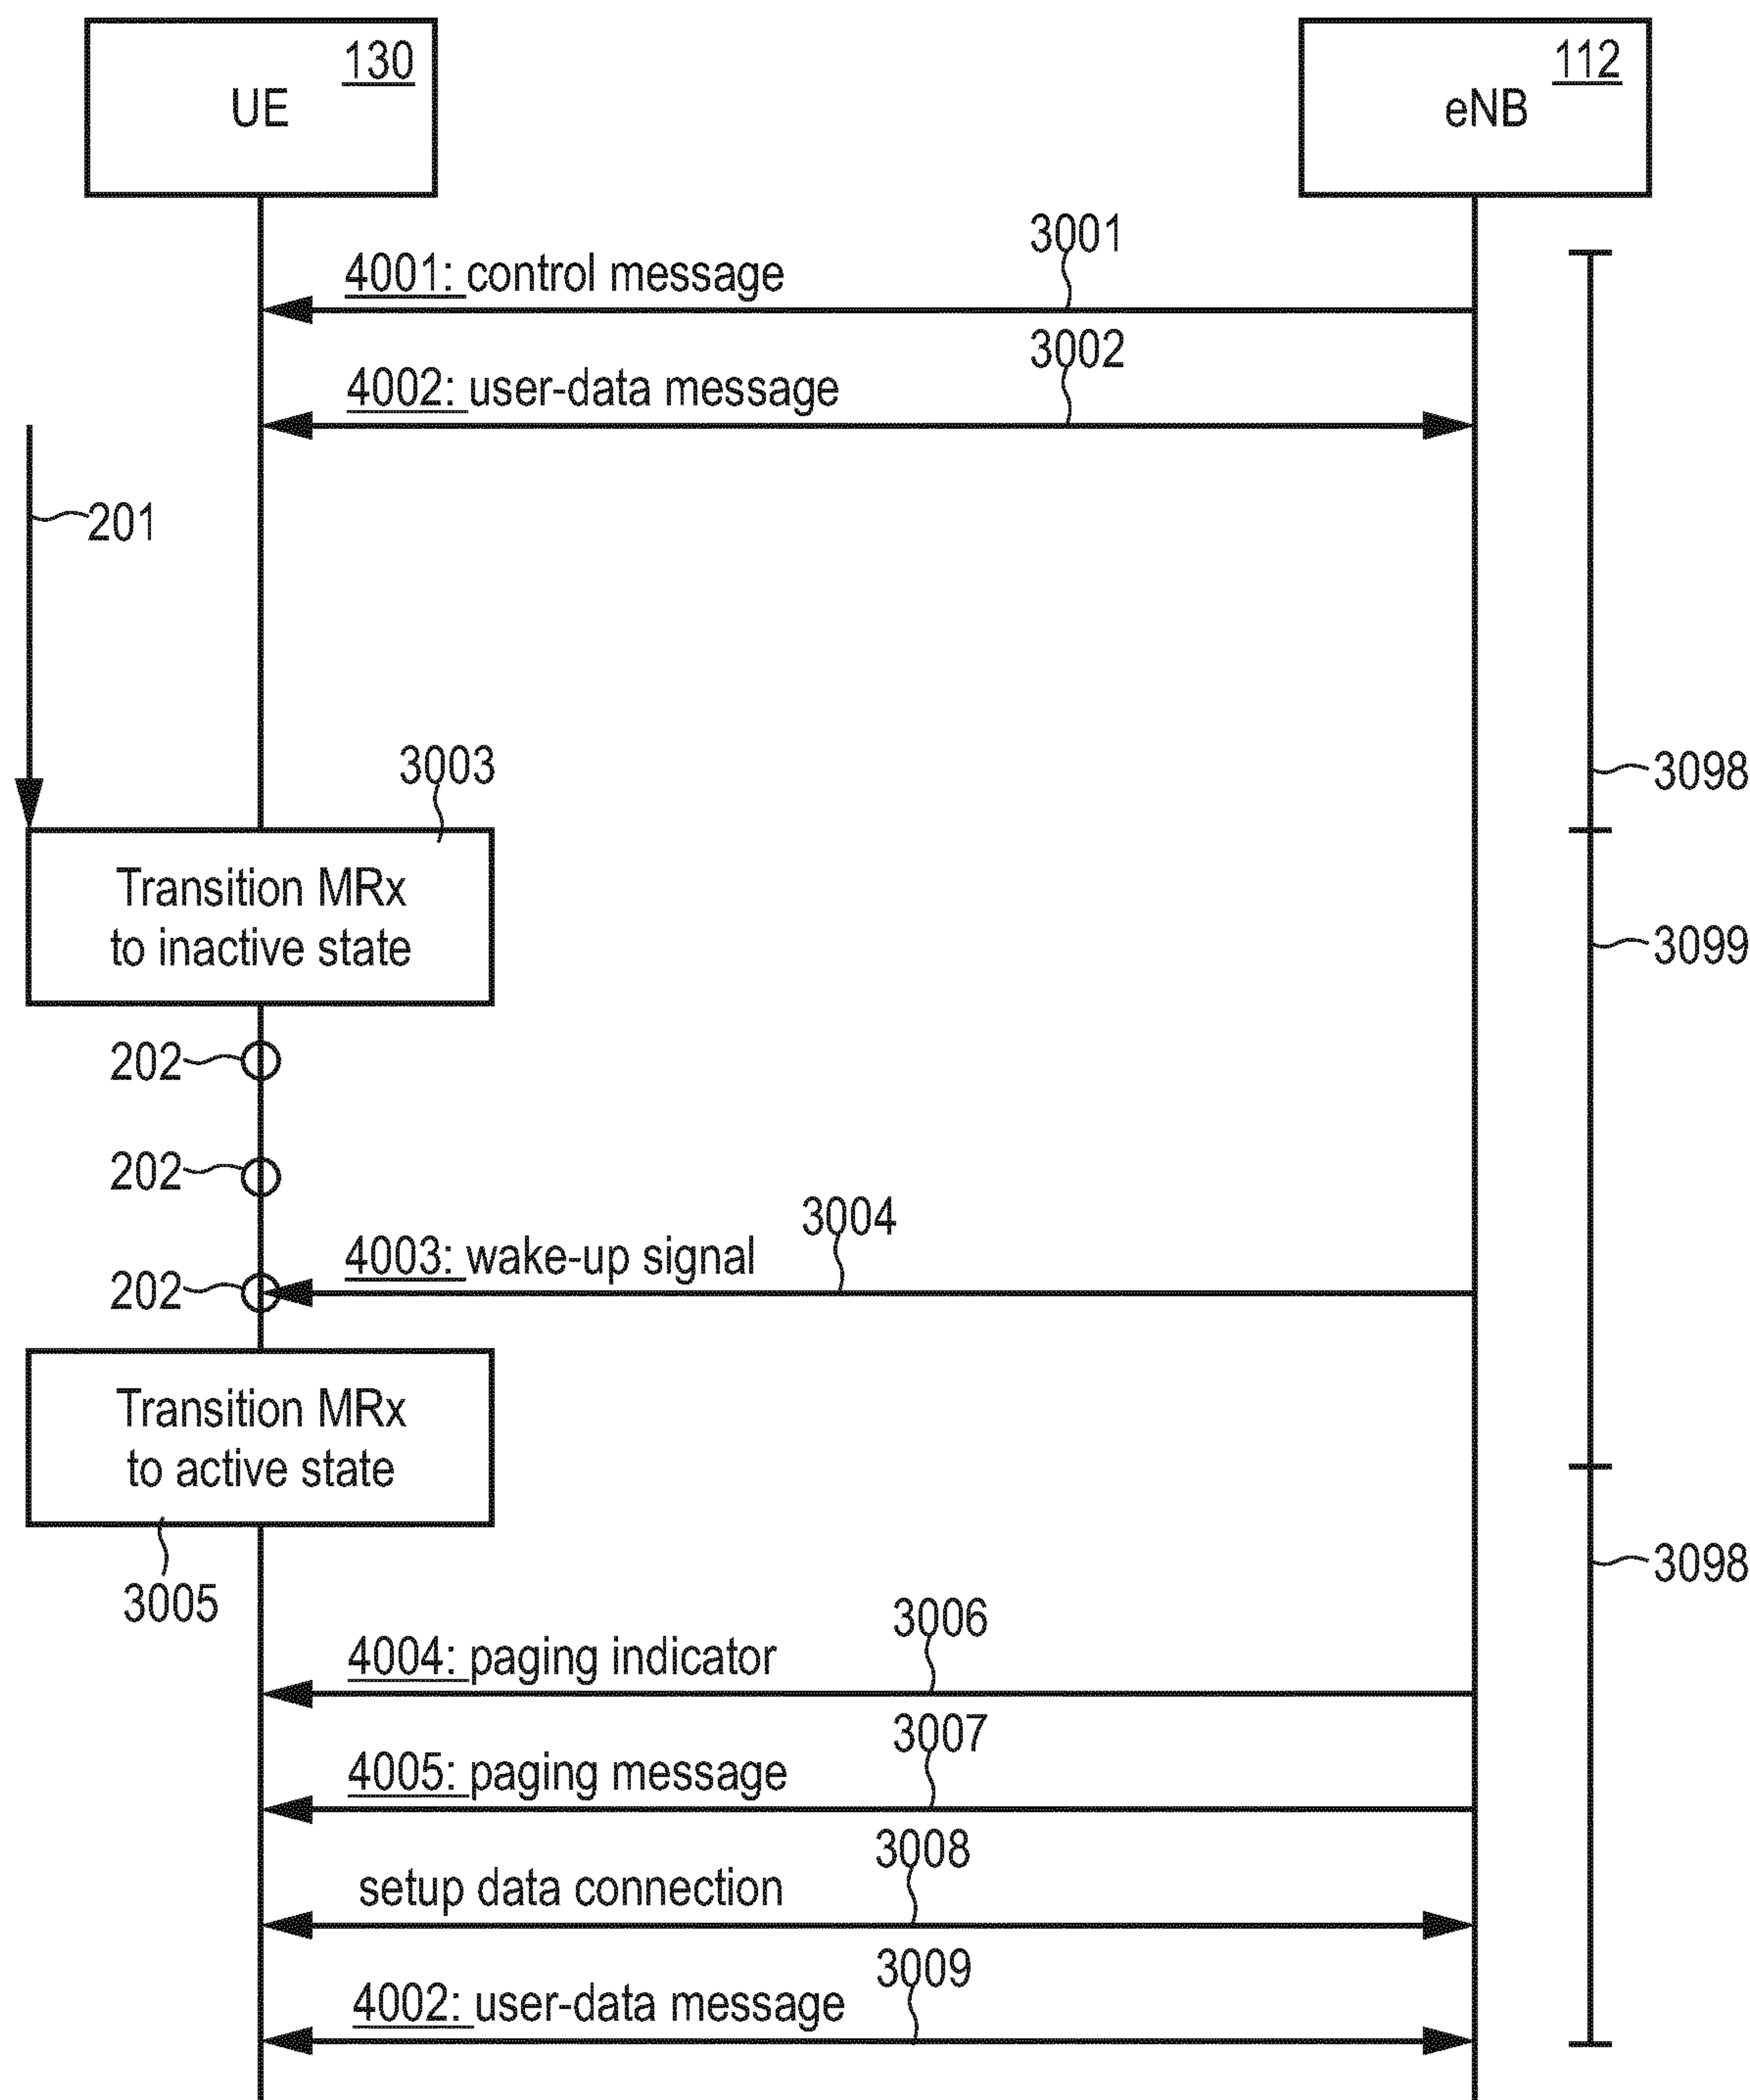 130
UE
112
eNB
3001
4001: control message
3002
4002: user-data message
201
3003
3098
Transition MRx
to inactive state
3099
202
202
3004
4003: wake-up signal
202
Transition MRx
to active state
3098
3005
3006
4004: paging indicator
3007
4005: paging message
3008
setup data connection
3009
4002: user-data message